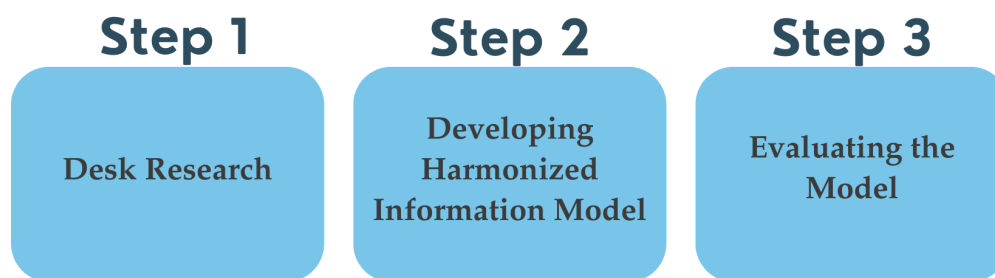 Step 1
Desk Research
Step 2
Developing
Harmonized
Information Model
Step 3
Evaluating the
Model